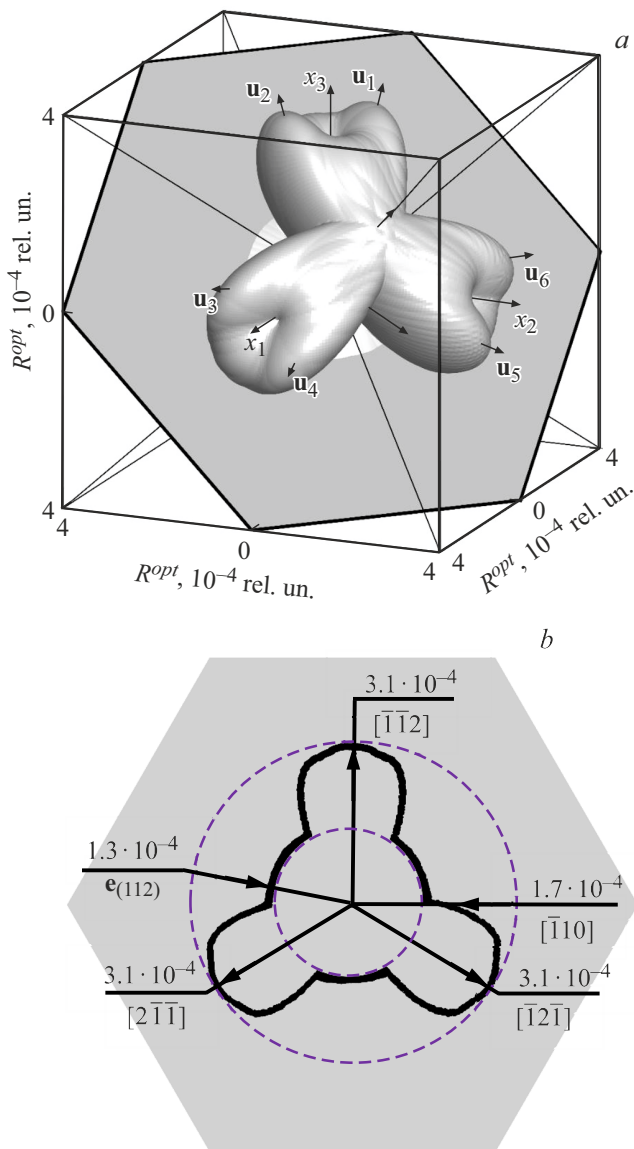 a
u₂
x₃
u₁
4
Rᵒᵖᵗ, 10⁻⁴ rel. un.
u₃
x₁
u₄
u₆
x₂
u₅
0
4
4
0
4
4
0
4
Rᵒᵖᵗ, 10⁻⁴ rel. un.
Rᵒᵖᵗ, 10⁻⁴ rel. un.
b
3.1 · 10⁻⁴
[1̅1̅2]
1.3 · 10⁻⁴
e₍₁₁₂₎
1.7 · 10⁻⁴
[1̅10]
3.1 · 10⁻⁴
[21̅1̅]
3.1 · 10⁻⁴
[1̅21̅]